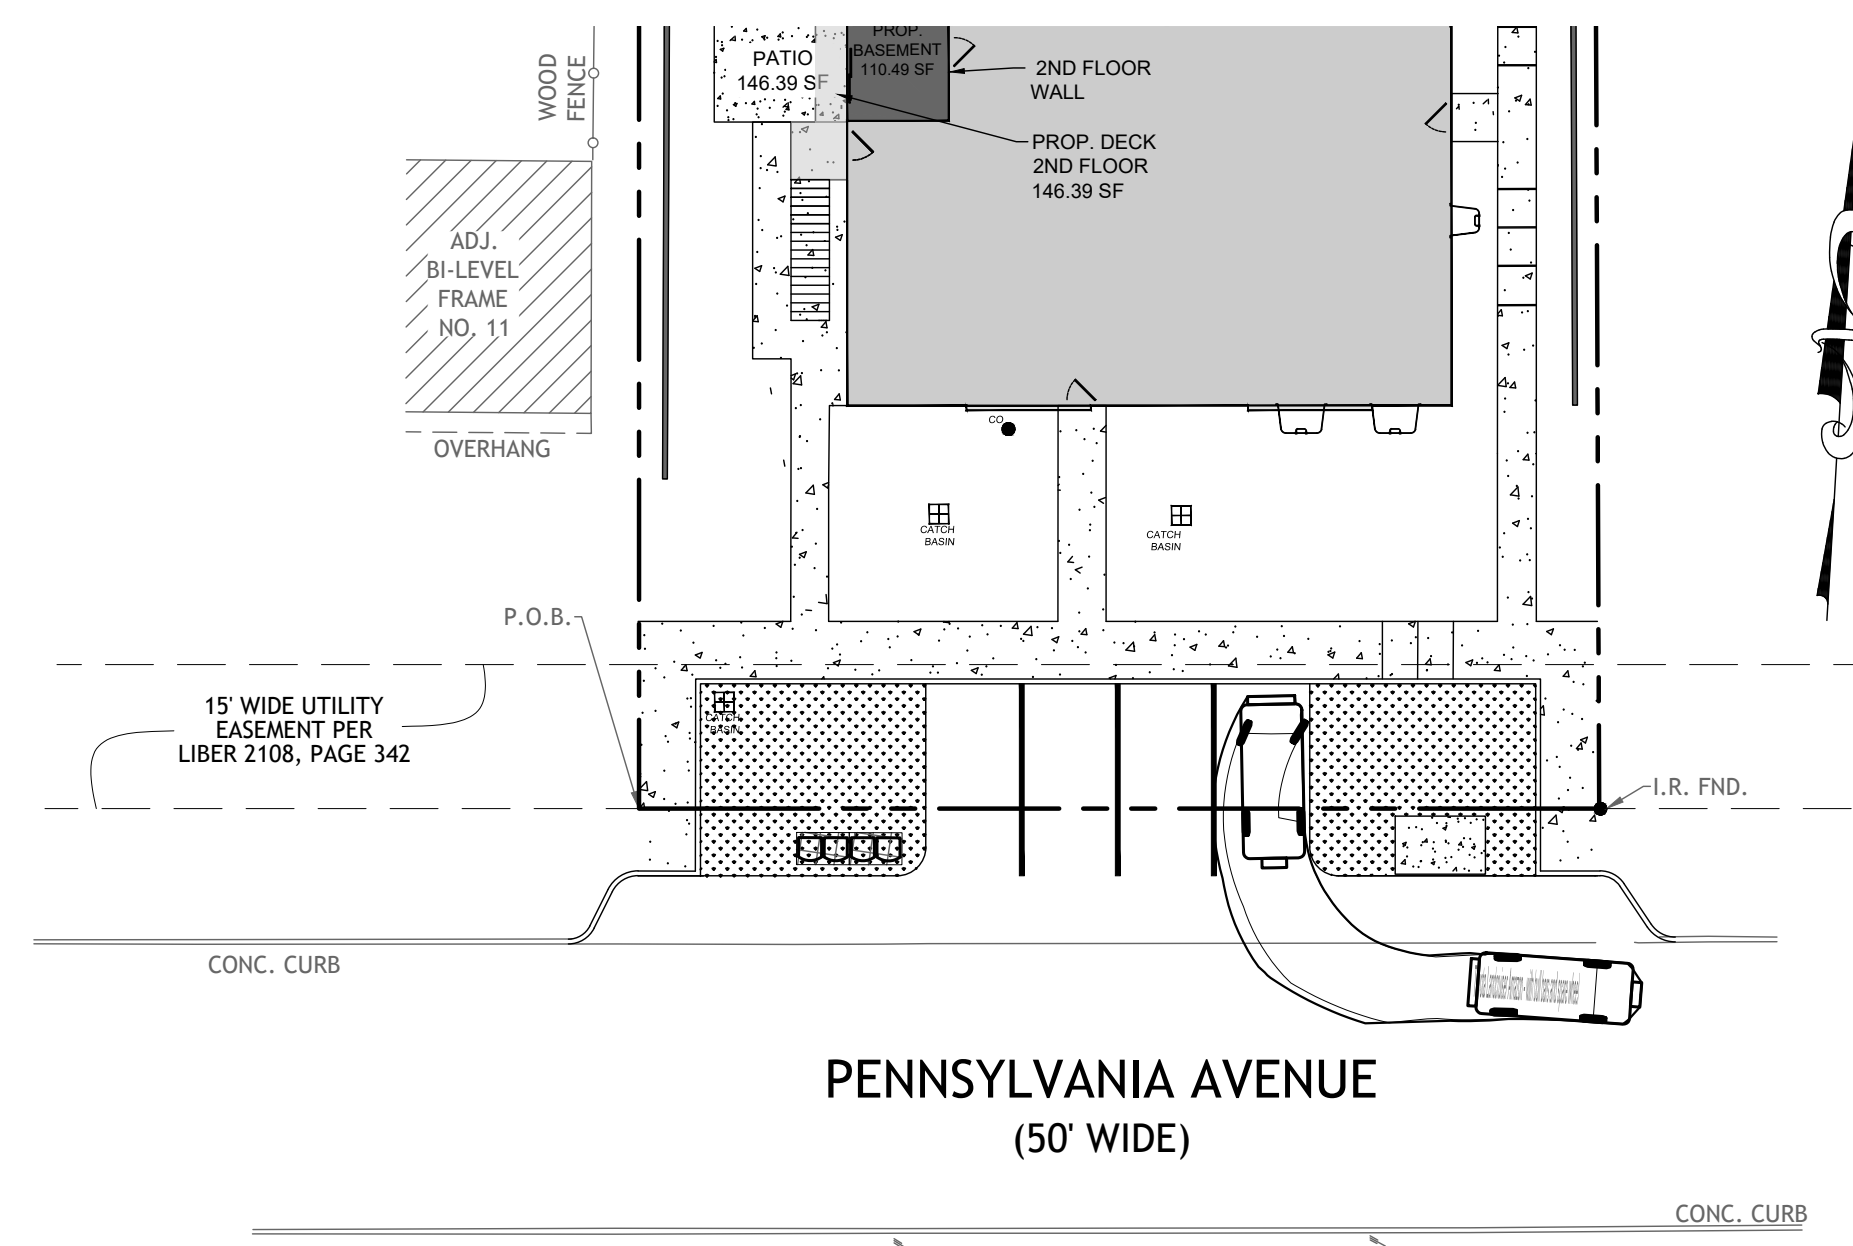 WOOD
FENCE
PATIO
146.39 SF
PROP.
BASEMENT
110.49 SF
2ND FLOOR
WALL
PROP. DECK
2ND FLOOR
146.39 SF
ADJ.
BI-LEVEL
FRAME
NO. 11
OVERHANG
CO
CATCH
BASIN
CATCH
BASIN
P.O.B.
15' WIDE UTILITY
EASEMENT PER
LIBER 2108, PAGE 342
CATCH
BASIN
I.R. FND.
CONC. CURB
PENNSYLVANIA AVENUE
(50' WIDE)
CONC. CURB